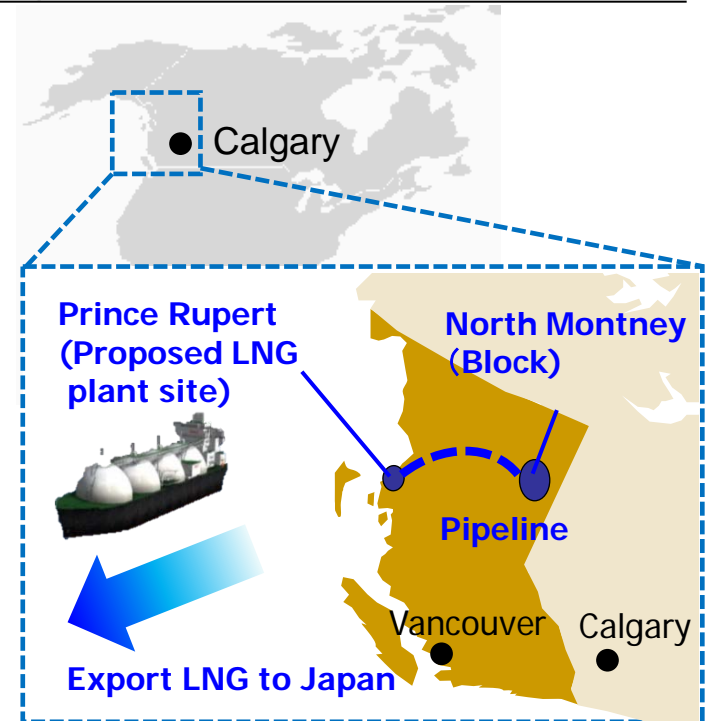 Calgary
Prince Rupert
(Proposed LNG
plant site)
North Montney
（Block)
Pipeline
Vancouver
Calgary
Export LNG to Japan